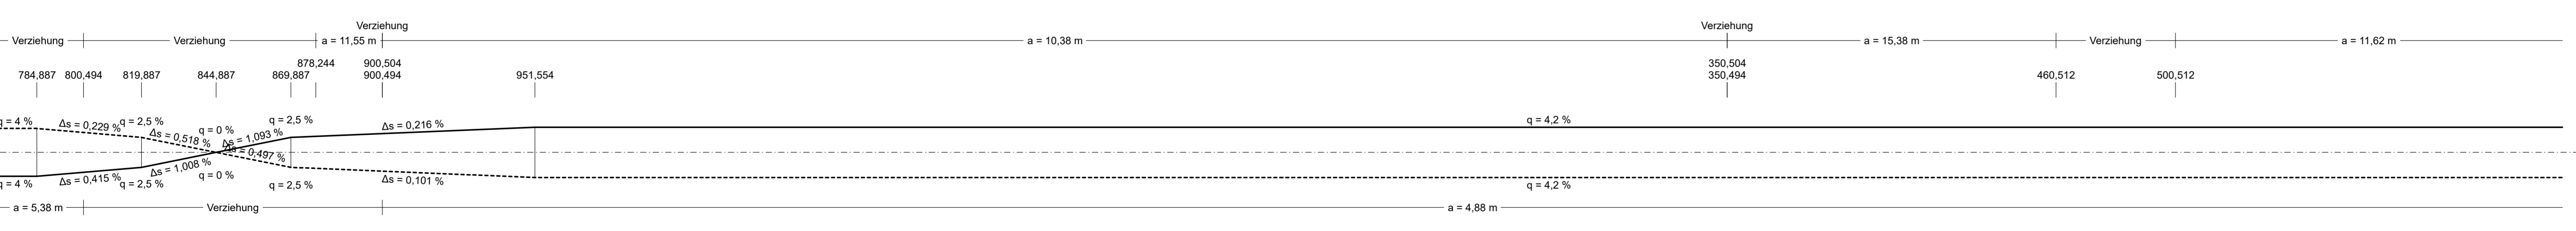 Verziehung Verziehung
Verziehung Verziehung a = 11,55 m a = 10,38 m a = 15,38 m Verziehung a = 11,62 m
878,244 900,504 350,504
784,887 800,494 819,887 844,887 869,887 900,494 951,554 350,494 460,512 500,512
q = 4 % Δs = 0,229 % q = 2,5 % Δs = 0,518 % q = 0 % Δs = 1,093 % q = 2,5 % Δs = 0,216 % q = 4,2 %
q = 4 % Δs = 0,415 % q = 2,5 % Δs = 1,008 % q = 0 % Δs = 0,497 % q = 2,5 % Δs = 0,101 % q = 4,2 %
a = 5,38 m Verziehung a = 4,88 m